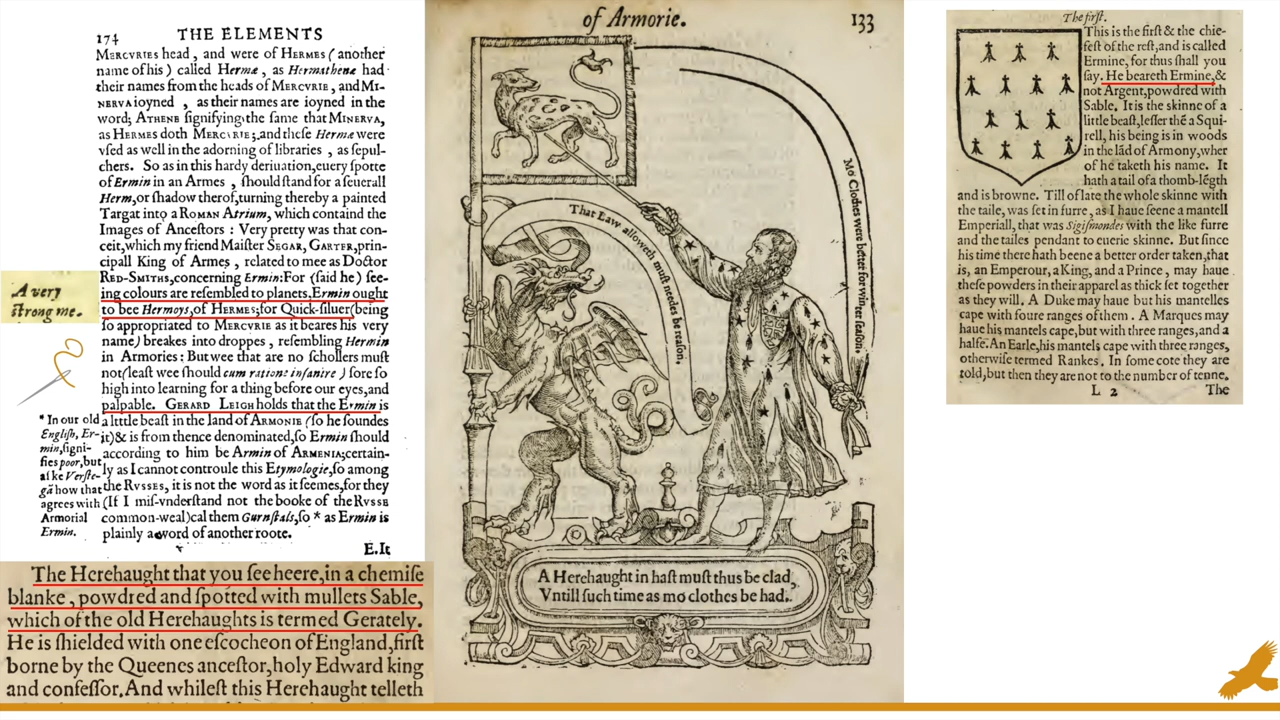 174 THE ELEMENTS
MERCVRIES head, and were of HERMES (another
name of his) called Hermæ, as Hermathenæ had
their names from the heads of MERCVRIE, and MI-
NERVA ioyned, as their names are ioyned in the
word; ATHENE signifying the same that MINERVA,
as HERMES doth MERCVRIE; and these Hermæ were
vsed as well in the adorning of libraries, as sepul-
chers. So as in this hardy deriuation, euery spotte
of Ermin in an Armes, should stand for a seuerall
Herm, or shadow therof, turning thereby a painted
Targat into a ROMAN Atrium, which containd the
Images of Ancestors: Very pretty was that con-
ceit, which my friend Maister SEGAR, GARTER, prin-
cipall King of Armes, related to mee as Doctor
RED-SMITHS, concerning Ermin: For (said he) see-
ing colours are resembled to planets, Ermin ought
to bee Hermoys, of HERMES; for Quick-siluer (being
so appropriated to MERCVRIE as it beares his very
name) breakes into droppes, resembling Hermin
in Armories: But wee that are no schollers must
not (least wee should cum ratione insanire) sore so
high into learning for a thing before our eyes, and
palpable. GERARD LEIGH holds that the Ermin is
a little beast in the land of ARMONIE (so he soundes
it) & is from thence denominated, so Ermin should
according to him be Armin of ARMENIA; certain-
ly as I cannot controule this Etymologie, so among
the RVSSES, it is not the word as it seemes, for they
(If I mis-vnderstand not the booke of the RVSSE
common-weal) cal them Gurnstals, so * as Ermin is
plainly a word of another roote.
E. It
A very
strong me.
* In our old
English, Er-
min, signi-
fies poor, but
aske Verste-
gā how that
agrees with
Armorial
Ermin.
The Herehaught that you see heere, in a chemise
blanke, powdred and spotted with mullets Sable,
which of the old Herehaughts is termed Gerately.
He is shielded with one escocheon of England, first
borne by the Queenes ancestor, holy Edward king
and confessor. And whilest this Herehaught telleth
of Armorie. 133
Mo Clothes were better for winter season.
That Law alloweth must needes be reason.
A Herehaught in hast must thus be clad,
Vntill such time as mo clothes be had.
The first.
This is the first & the chie-
fest of the rest, and is called
Ermine, for thus shall you
say. He beareth Ermine, &
not Argent, powdred with
Sable. It is the skinne of a
little beast, lesser thē a Squi-
rell, his being is in woods
in the lād of Armony, wher
of he taketh his name. It
hath a tail of a thomb-lēgth
and is browne. Till of late the whole skinne with
the taile, was set in furre, as I haue seene a mantell
Emperiall, that was Sigismondes with the like furre
and the tailes pendant to euerie skinne. But since
his time there hath beene a better order taken, that
is, an Emperour, a King, and a Prince, may haue
these powders in their apparel as thick set together
as they will. A Duke may haue but his mantelles
cape with foure ranges of them. A Marques may
haue his mantels cape, but with three ranges, and a
halfe. An Earle, his mantels cape with three ranges,
otherwise termed Rankes. In some cote they are
told, but then they are not to the number of tenne.
L 2 The